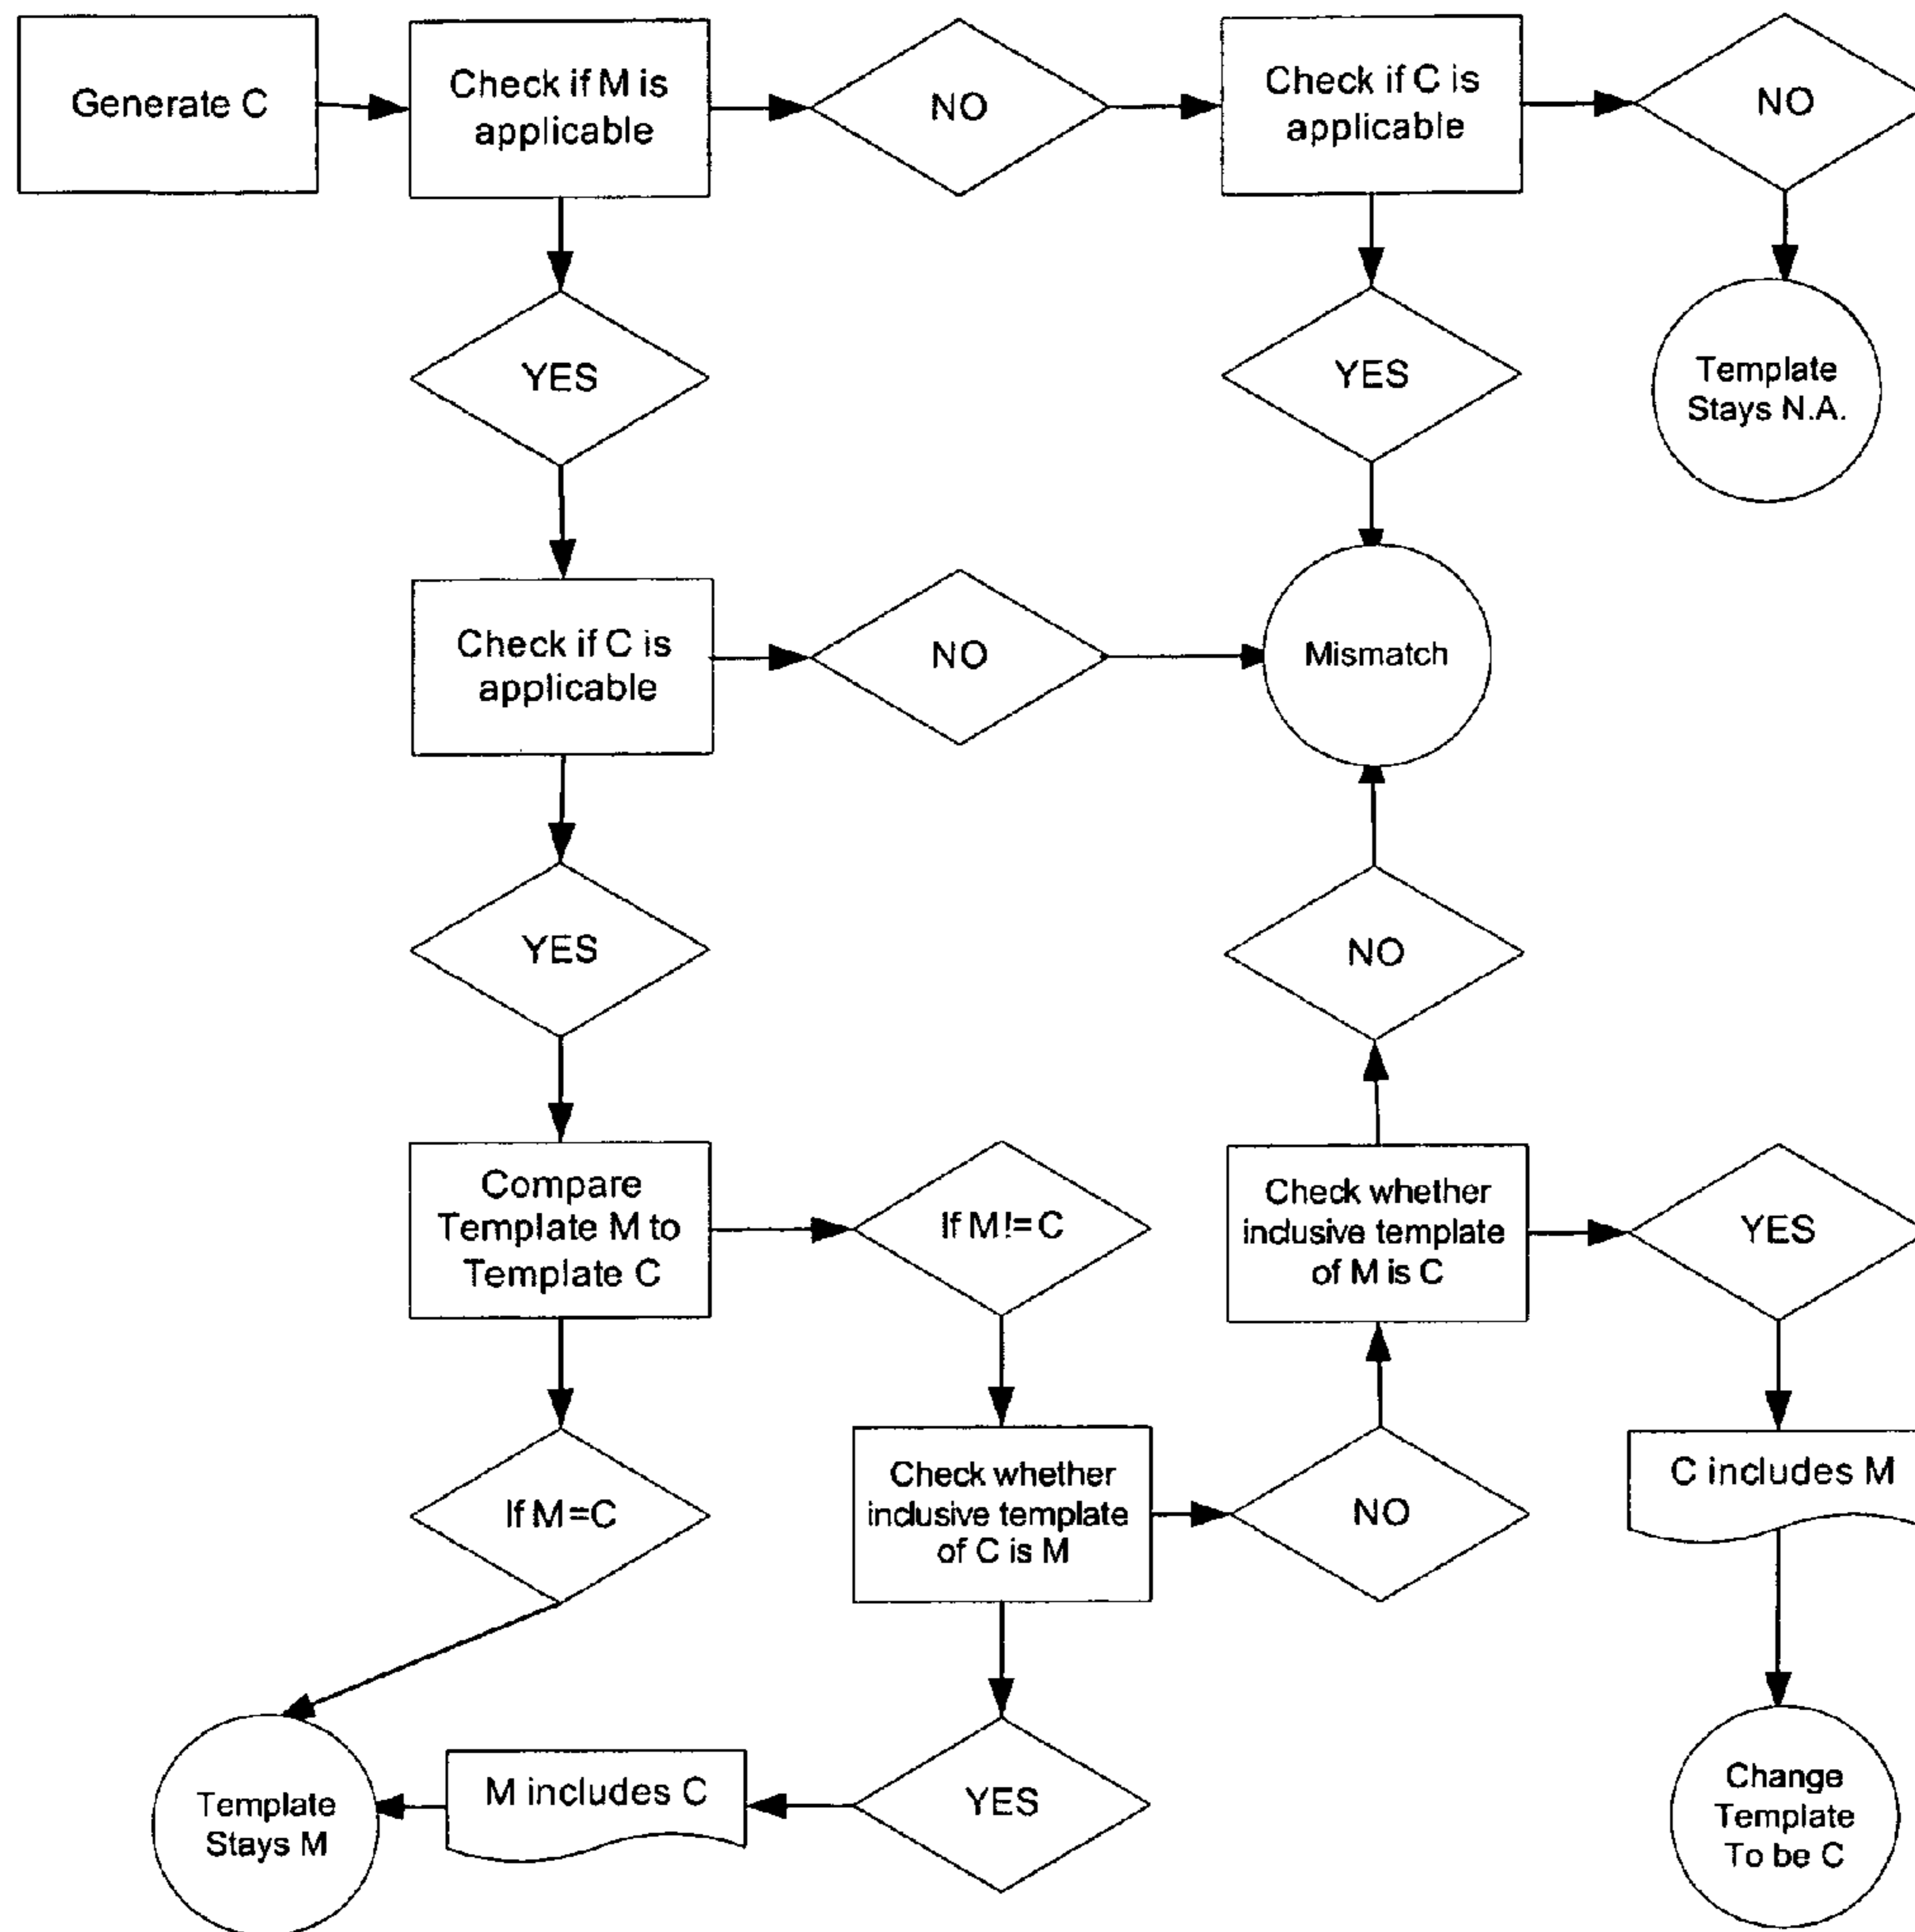 Generate C
Check if M is
applicable
NO
Check if C is
applicable
NO
YES
YES
Template
Stays N.A.
Check if C is
applicable
NO
Mismatch
YES
NO
Compare
Template M to
Template C
If M!=C
Check whether
inclusive template
of M is C
YES
If M=C
Check whether
inclusive template
of C is M
NO
C includes M
Template
Stays M
M includes C
YES
Change
Template
To be C